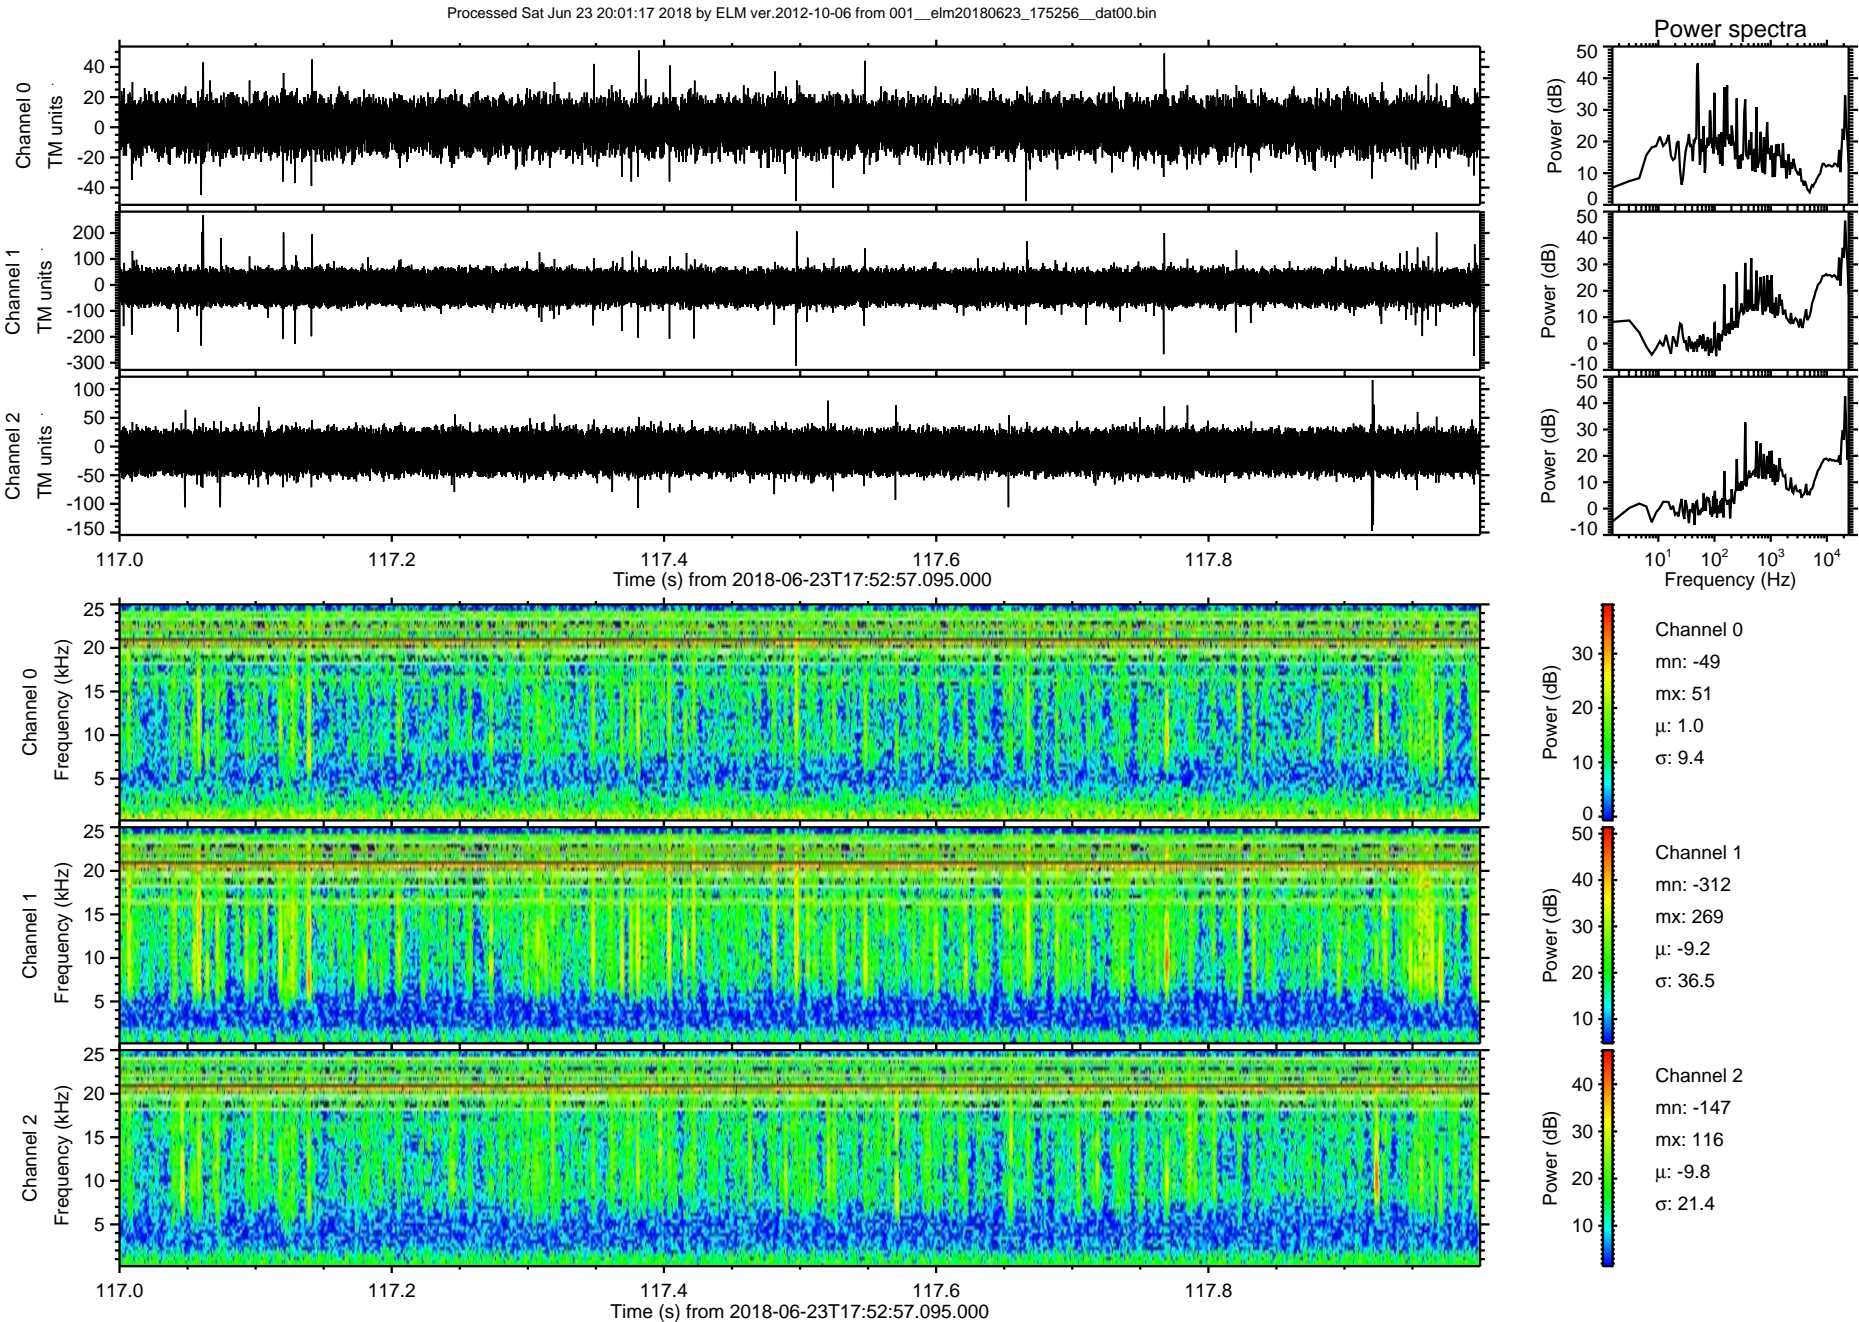 Processed Sat Jun 23 20:01:17 2018 by ELM ver.2012-10-06 from 001__elm20180623_175256__dat00.bin
Power spectra
Channel 0
TM units
40
20
0
-20
-40
Power (dB)
50
40
30
20
10
0
Channel 1
TM units
200
100
0
-100
-200
-300
Power (dB)
50
40
30
20
10
0
-10
Channel 2
TM units
100
50
0
-50
-100
-150
Power (dB)
50
40
30
20
10
0
-10
117.0 117.2 117.4 117.6 117.8
Time (s) from 2018-06-23T17:52:57.095.000
10^1 10^2 10^3 10^4
Frequency (Hz)
Channel 0
Frequency (kHz)
25
20
15
10
5
Power (dB)
30
20
10
0
Channel 0
mn: -49
mx: 51
μ: 1.0
σ: 9.4
Channel 1
Frequency (kHz)
25
20
15
10
5
Power (dB)
50
40
30
20
10
Channel 1
mn: -312
mx: 269
μ: -9.2
σ: 36.5
Channel 2
Frequency (kHz)
25
20
15
10
5
Power (dB)
40
30
20
10
Channel 2
mn: -147
mx: 116
μ: -9.8
σ: 21.4
117.0 117.2 117.4 117.6 117.8
Time (s) from 2018-06-23T17:52:57.095.000